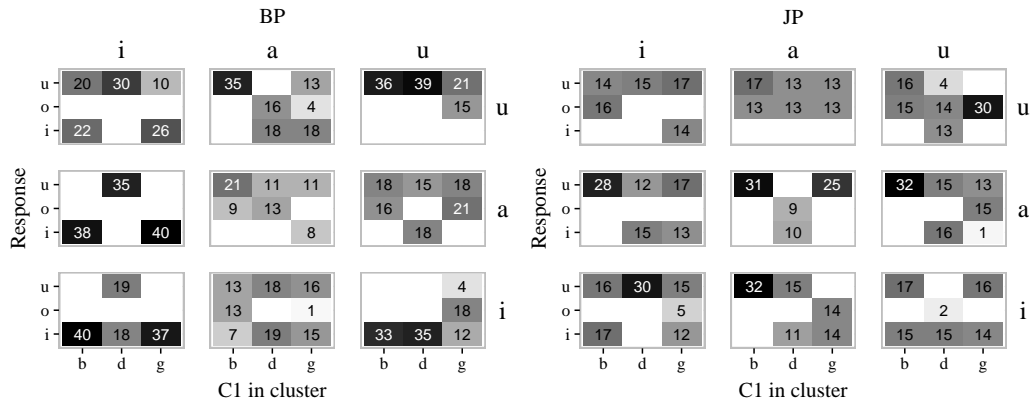 BP JP
i a u i a u
u 20 30 10 35 13 36 39 21 u u 14 15 17 17 13 13 16 4 u
o 16 4 15 o 16 13 13 13 15 14 30
i 22 26 18 18 i 14 13
u 35 21 11 11 18 15 18 a u 28 12 17 31 25 32 15 13 a
o 9 13 16 21 o 9 15
i 38 40 8 18 i 15 13 10 16 1
u 19 13 18 16 4 i u 16 30 15 32 15 17 16 i
o 13 1 18 o 5 14 2
i 40 18 37 7 19 15 33 35 12 i 17 12 11 14 15 15 14
b d g b d g b d g b d g b d g b d g
C1 in cluster C1 in cluster
Response Response